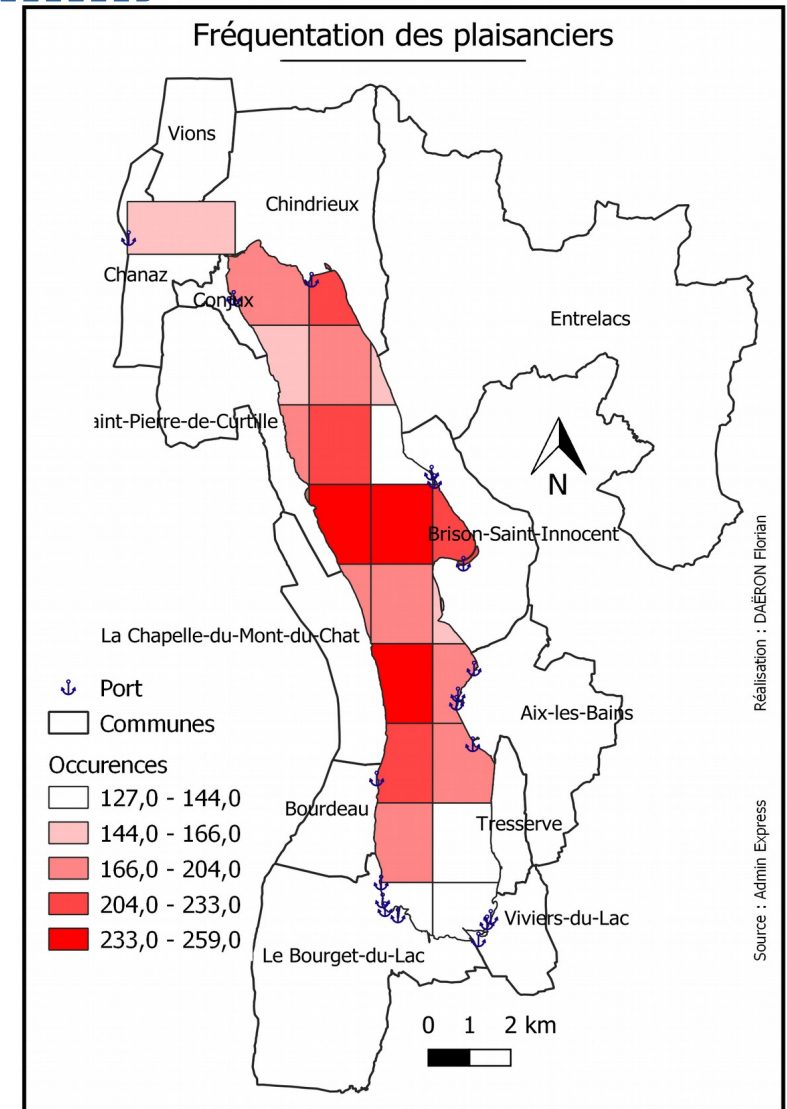 Fréquentation des plaisanciers
Vions
Chindrieux
Chanaz
Conjux
Entrelacs
aint-Pierre-de-Curtille
N
Brison-Saint-Innocent
La Chapelle-du-Mont-du-Chat
Port
Communes
Aix-les-Bains
Occurences
127,0 - 144,0
144,0 - 166,0
166,0 - 204,0
204,0 - 233,0
233,0 - 259,0
Bourdeau
Tresserve
Viviers-du-Lac
Le Bourget-du-Lac
0 1 2 km
Réalisation : DAËRON Florian
Source : Admin Express